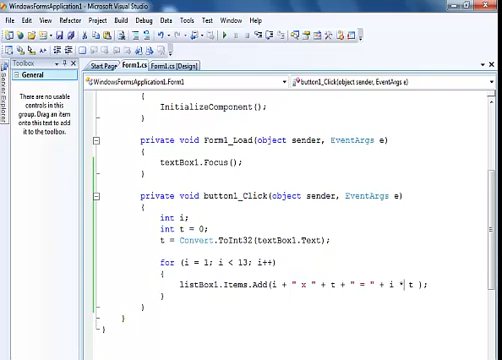 WindowsFormsApplication1 - Microsoft Visual Studio
File Edit View Refactor Project Build Debug Data Tools Test Window Help
Toolbox
Start Page Form1.cs Form1.cs [Design]
General
WindowsFormsApplication1.Form1 button1_Click(object sender, EventArgs e)
Server Explorer
There are no usable
controls in this
group. Drag an item
onto this text to add
it to the toolbox.
{
InitializeComponent();
}
private void Form1_Load(object sender, EventArgs e)
{
textBox1.Focus();
}
private void button1_Click(object sender, EventArgs e)
{
int i;
int t = 0;
t = Convert.ToInt32(textBox1.Text);
for (i = 1; i < 13; i++)
{
listBox1.Items.Add(i + " x " + t + " = " + i * t );
}
}
}
}